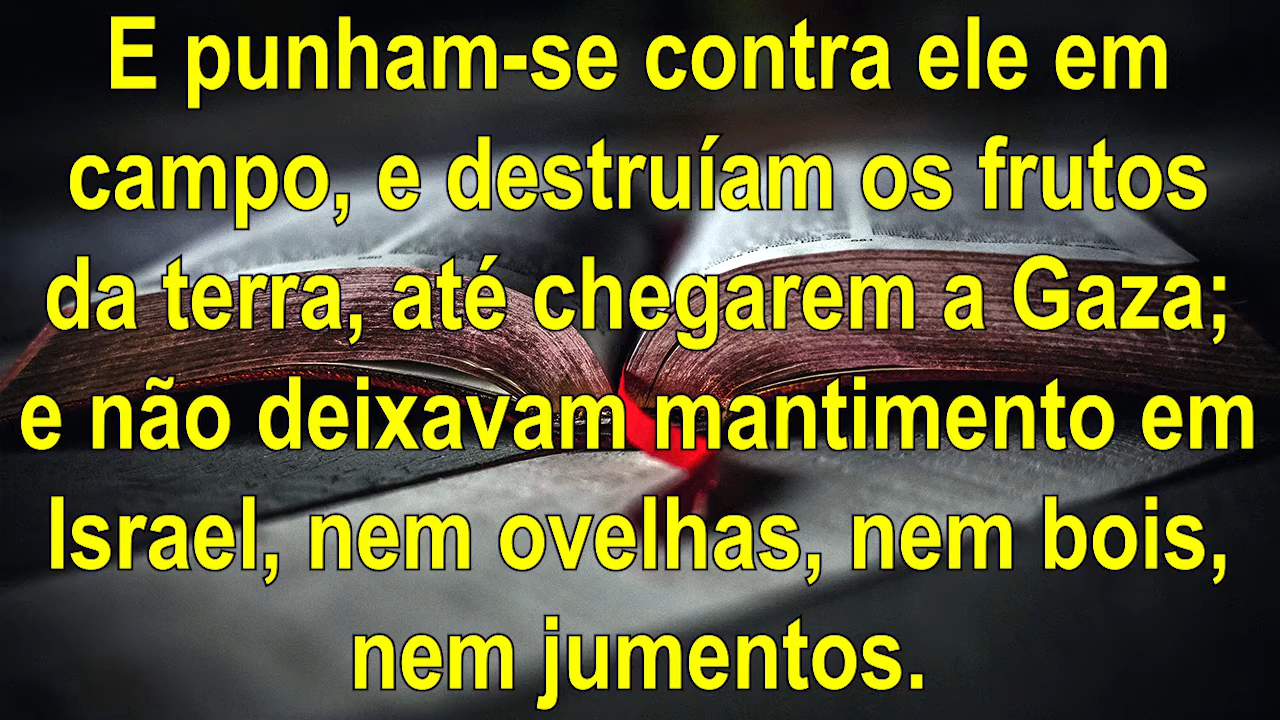 E punham-se contra ele em
campo, e destruíam os frutos
da terra, até chegarem a Gaza;
e não deixavam mantimento em
Israel, nem ovelhas, nem bois,
nem jumentos.